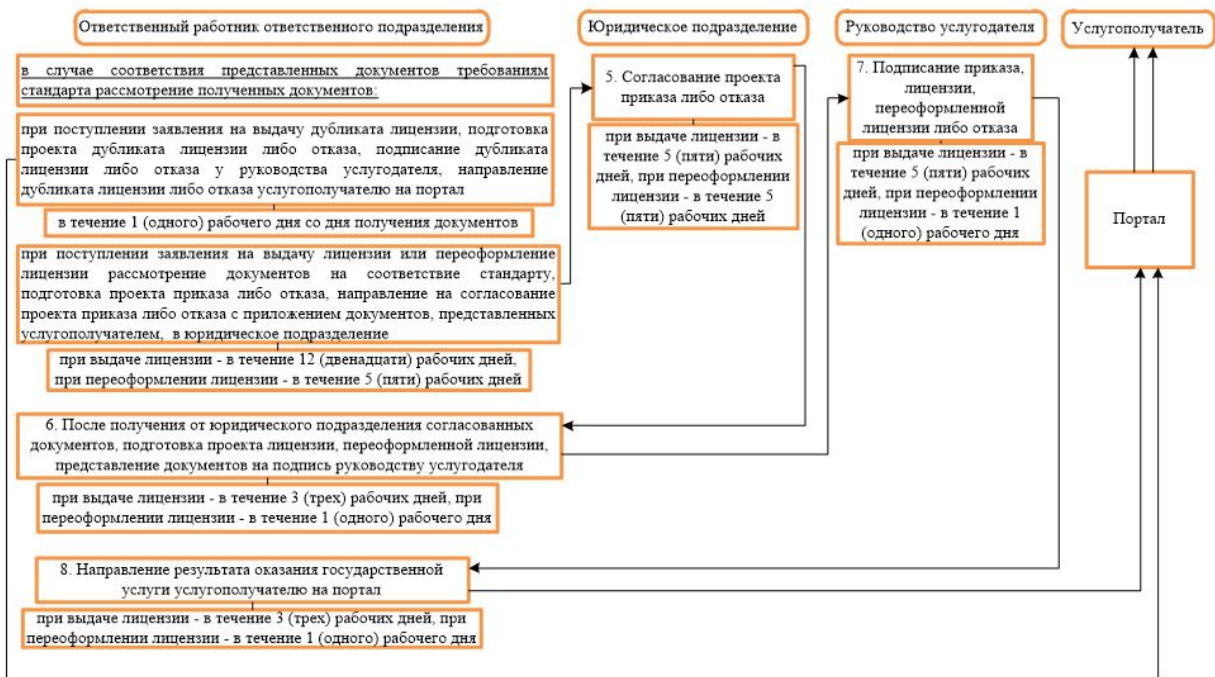 Ответственный работник ответственного подразделения
Юридическое подразделение
Руководство услугодателя
Услугополучатель
в случае соответствия представленных документов требованиям
стандарта рассмотрение полученных документов:
при поступлении заявления на выдачу дубликата лицензии, подготовка
проекта дубликата лицензии либо отказа, подписание дубликата
лицензии либо отказа у руководства услугодателя, направление
дубликата лицензии либо отказа услугополучателю на портал
в течение 1 (одного) рабочего дня со дня получения документов
при поступлении заявления на выдачу лицензии или переоформление
лицензии рассмотрение документов на соответствие стандарту,
подготовка проекта приказа либо отказа, направление на согласование
проекта приказа либо отказа с приложением документов, представленных
услугополучателем, в юридическое подразделение
при выдаче лицензии - в течение 12 (двенадцати) рабочих дней,
при переоформлении лицензии - в течение 5 (пяти) рабочих дней
5. Согласование проекта
приказа либо отказа
при выдаче лицензии - в
течение 5 (пяти) рабочих
дней, при переоформлении
лицензии - в течение 5
(пяти) рабочих дней
7. Подписание приказа,
лицензии,
переоформленной
лицензии либо отказа
при выдаче лицензии - в
течение 5 (пяти) рабочих
дней, при переоформлении
лицензии - в течение 1
(одного) рабочего дня
Портал
6. После получения от юридического подразделения согласованных
документов, подготовка проекта лицензии, переоформленной лицензии,
представление документов на подпись руководству услугодателя
при выдаче лицензии - в течение 3 (трех) рабочих дней, при
переоформлении лицензии - в течение 1 (одного) рабочего дня
8. Направление результата оказания государственной
услуги услугополучателю на портал
при выдаче лицензии - в течение 3 (трех) рабочих дней, при
переоформлении лицензии - в течение 1 (одного) рабочего дня